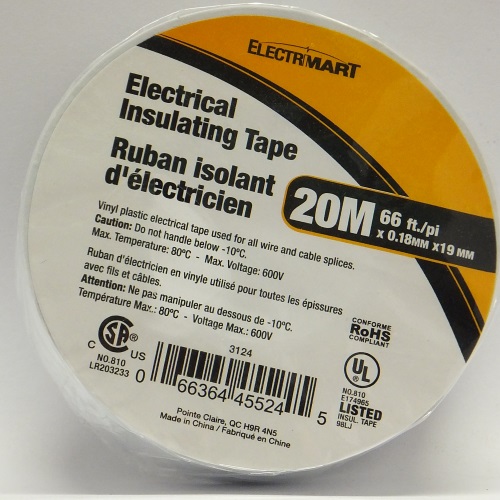 ELECTRIMART
Electrical
Insulating Tape
Ruban isolant
d'électricien
20M 66 ft./pi
x 0.18MM x 19 MM
Vinyl plastic electrical tape used for all wire and cable splices.
Caution: Do not handle below -10°C.
Max. Temperature: 80°C - Max. Voltage: 600V
Ruban d'électricien en vinyle utilisé pour toutes les épissures
avec fils et câbles.
Attention: Ne pas manipuler au dessous de -10°C.
Température Max.: 80°C - Voltage Max.: 600V
CONFORME
RoHS
COMPLIANT
C SA US
NO.810
LR203233
3124
0 66364 45524 5
UL
NO.810
E174965
LISTED
INSUL. TAPE
98LJ
Pointe Claire, QC H9R 4N5
Made in China / Fabriqué en Chine